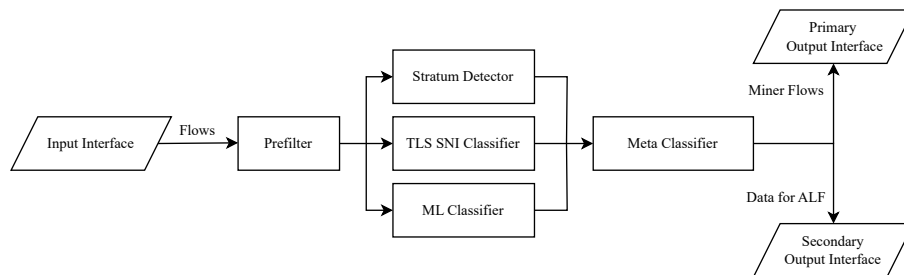 Primary
Output Interface
Stratum Detector
Miner Flows
Flows
Input Interface
Prefilter
TLS SNI Classifier
Meta Classifier
ML Classifier
Data for ALF
Secondary
Output Interface